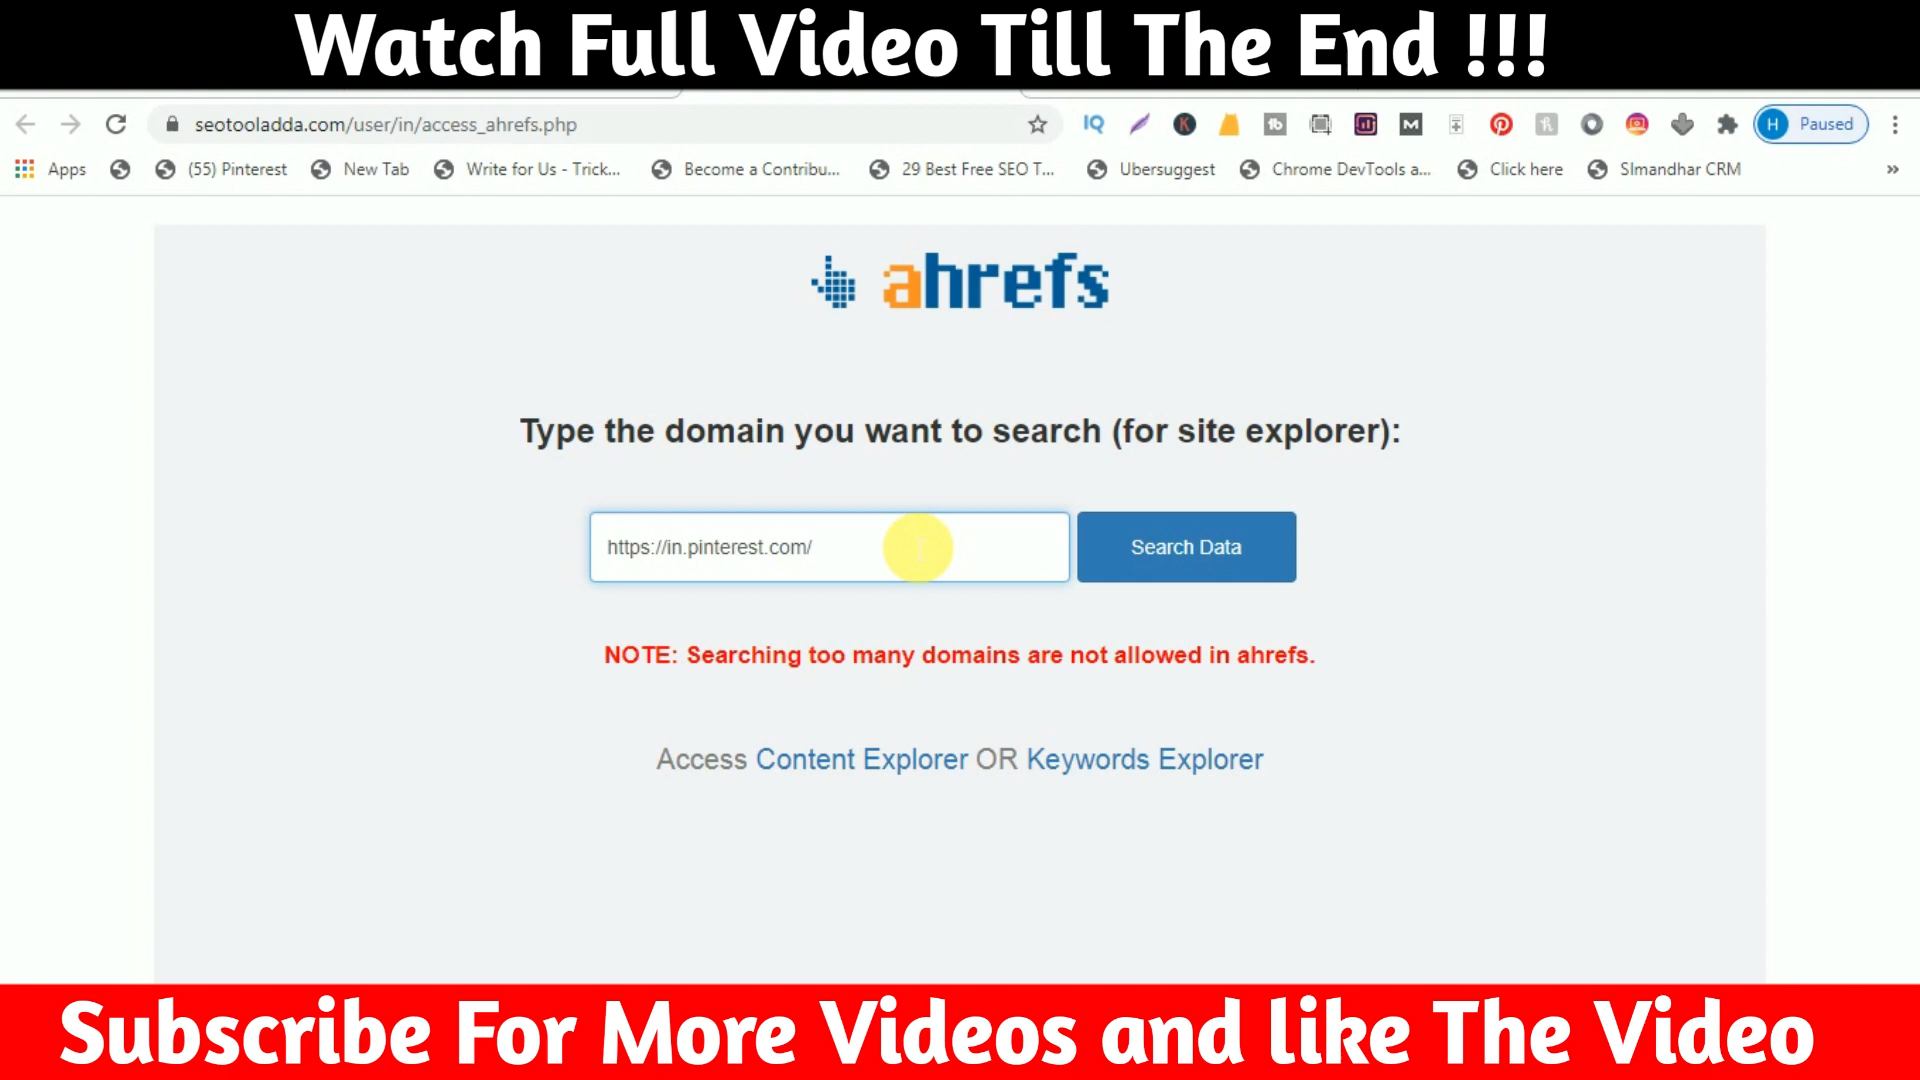 Watch Full Video Till The End !!!
seotooladda.com/user/in/access_ahrefs.php
IQ
K
tb
M
h
H
Paused
Apps
(55) Pinterest
New Tab
Write for Us - Trick...
Become a Contribu...
29 Best Free SEO T...
Ubersuggest
Chrome DevTools a...
Click here
SImandhar CRM
»
ahrefs
Type the domain you want to search (for site explorer):
https://in.pinterest.com/
Search Data
NOTE: Searching too many domains are not allowed in ahrefs.
Access Content Explorer OR Keywords Explorer
Subscribe For More Videos and like The Video